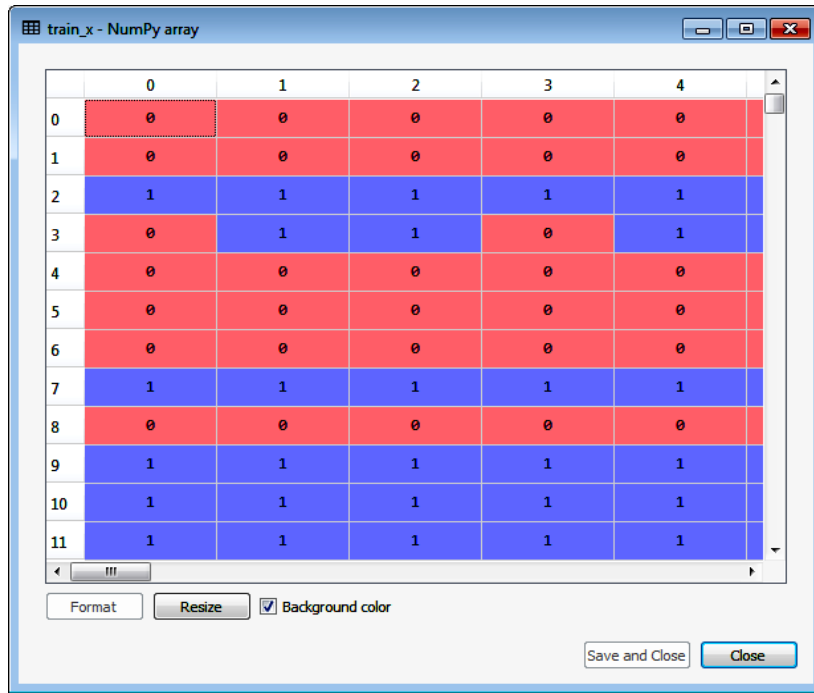 train_x - NumPy array
0 1 2 3 4
0 0 0 0 0 0
1 0 0 0 0 0
2 1 1 1 1 1
3 0 1 1 0 1
4 0 0 0 0 0
5 0 0 0 0 0
6 0 0 0 0 0
7 1 1 1 1 1
8 0 0 0 0 0
9 1 1 1 1 1
10 1 1 1 1 1
11 1 1 1 1 1
Format Resize Background color
Save and Close Close